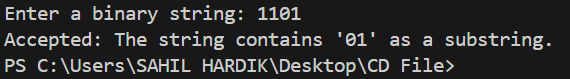 Enter a binary string: 1101
Accepted: The string contains '01' as a substring.
PS C:\Users\SAHIL HARDIK\Desktop\CD File>